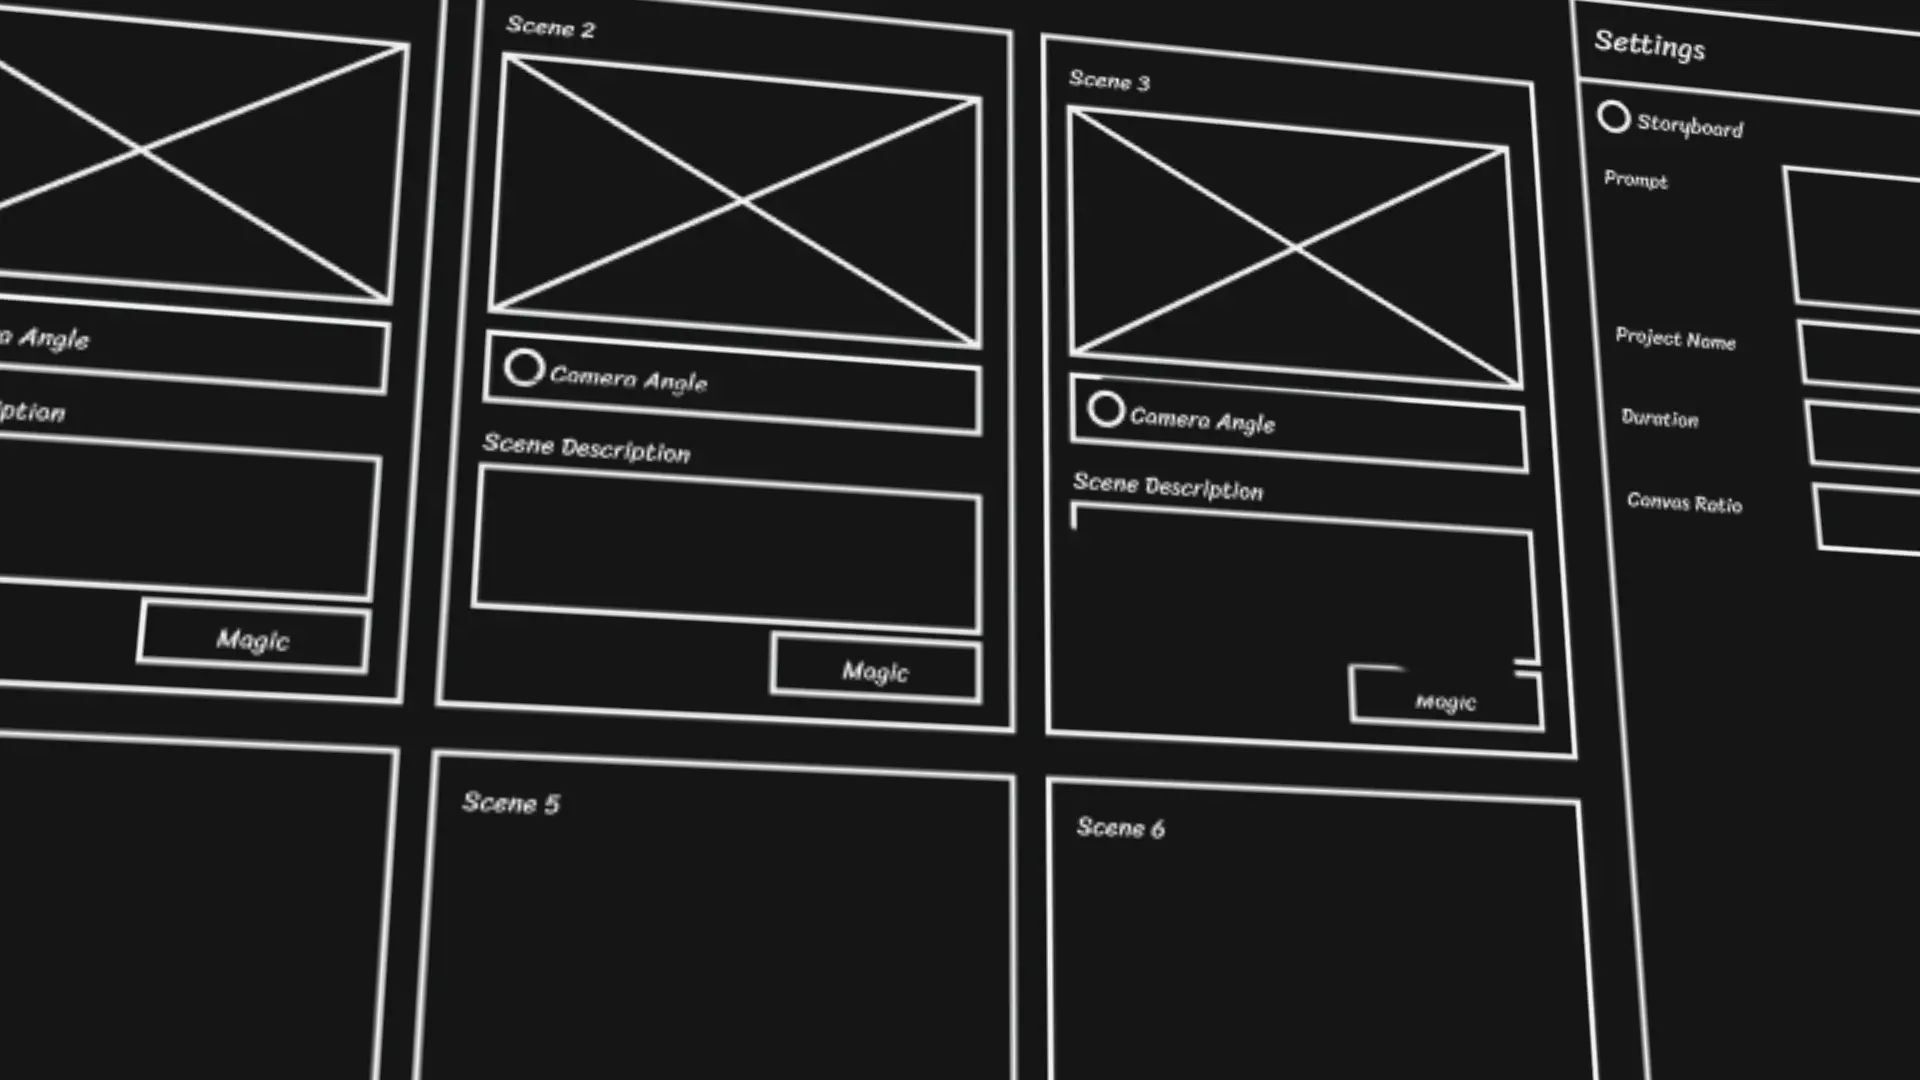 Scene 2
Scene 3
Settings
Storyboard
Prompt
Angle
Camera Angle
Camera Angle
Project Name
Scene Description
Scene Description
Duration
Canvas Ratio
Magic
Magic
Magic
Scene 5
Scene 6